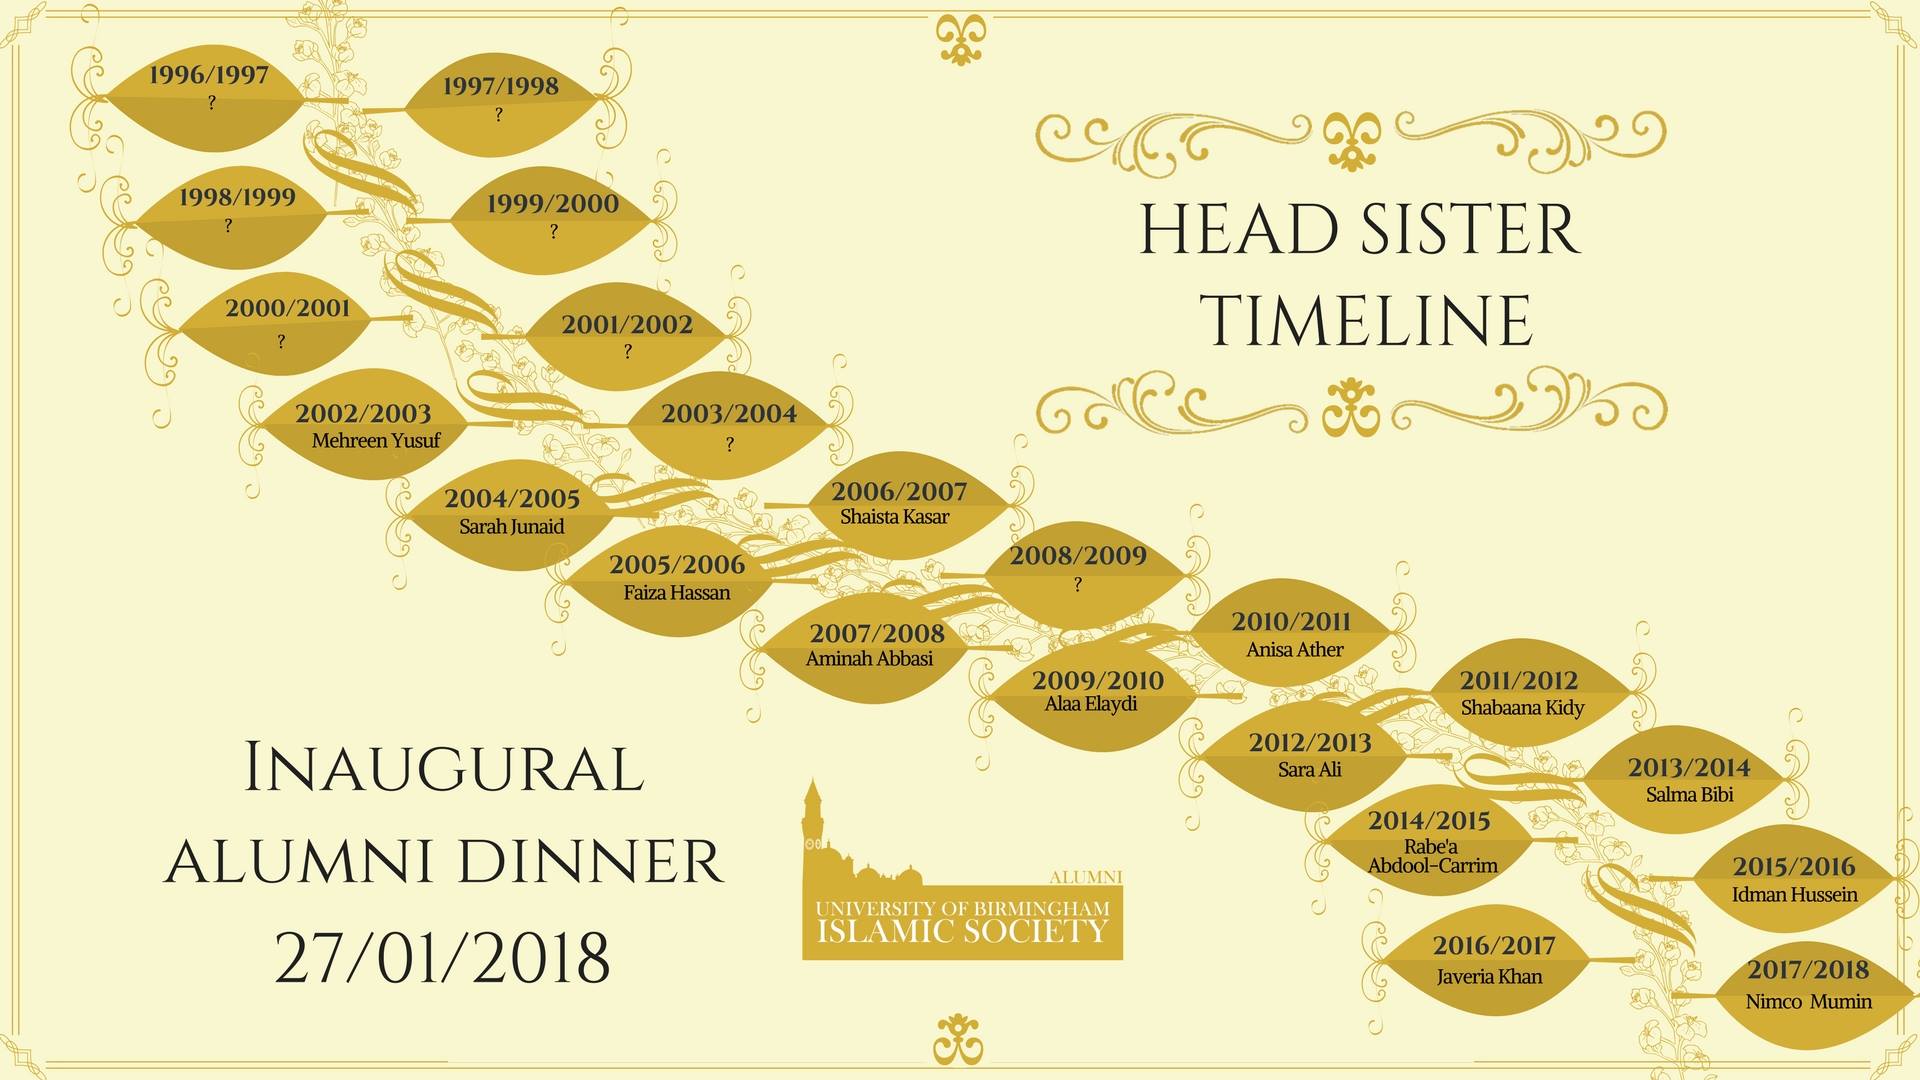 HEAD SISTER
TIMELINE
1996/1997
?
1997/1998
?
1998/1999
?
1999/2000
?
2000/2001
?
2001/2002
?
2002/2003
Mehreen Yusuf
2003/2004
?
2004/2005
Sarah Junaid
2005/2006
Faiza Hassan
2006/2007
Shaista Kasar
2007/2008
Aminah Abbasi
2008/2009
?
2009/2010
Alaa Elaydi
2010/2011
Anisa Ather
2011/2012
Shabaana Kidy
2012/2013
Sara Ali
2013/2014
Salma Bibi
2014/2015
Rabe'a
Abdool-Carrim
2015/2016
Idman Hussein
2016/2017
Javeria Khan
2017/2018
Nimco Mumin
INAUGURAL
ALUMNI DINNER
27/01/2018
ALUMNI
UNIVERSITY OF BIRMINGHAM
ISLAMIC SOCIETY